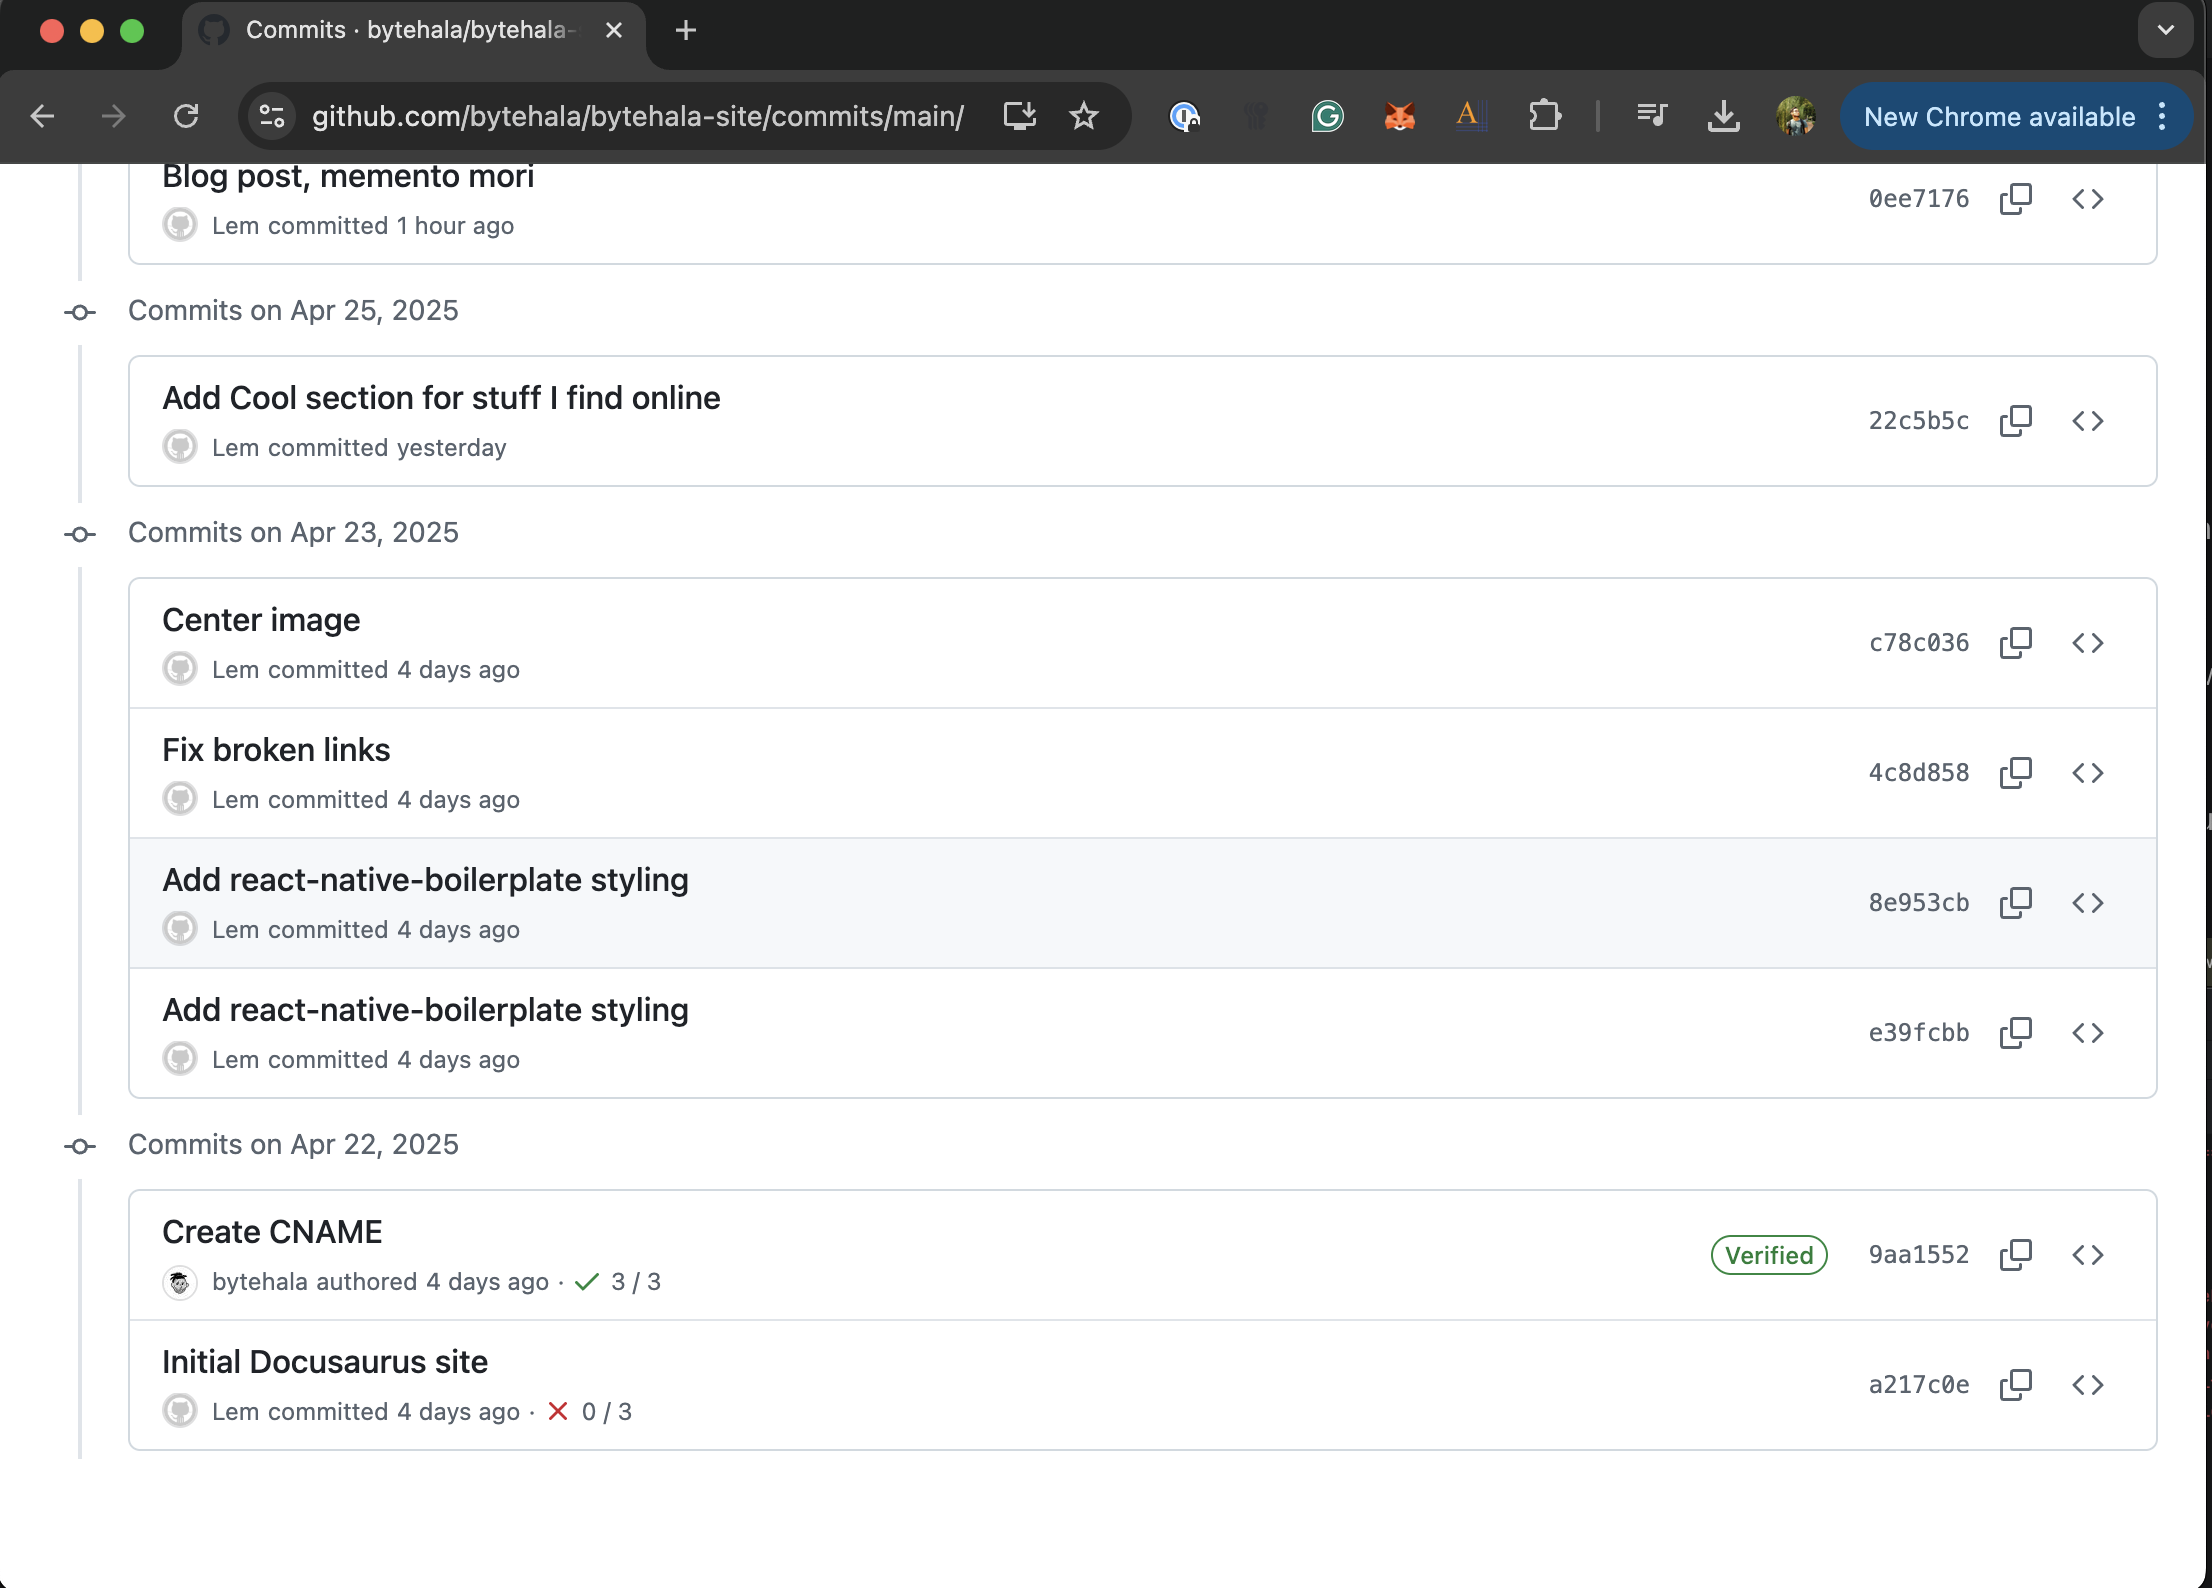 Commits · bytehala/bytehala-
github.com/bytehala/bytehala-site/commits/main/
New Chrome available
Blog post, memento mori
0ee7176
Lem committed 1 hour ago
Commits on Apr 25, 2025
Add Cool section for stuff I find online
22c5b5c
Lem committed yesterday
Commits on Apr 23, 2025
Center image
c78c036
Lem committed 4 days ago
Fix broken links
4c8d858
Lem committed 4 days ago
Add react-native-boilerplate styling
8e953cb
Lem committed 4 days ago
Add react-native-boilerplate styling
e39fcbb
Lem committed 4 days ago
Commits on Apr 22, 2025
Create CNAME
Verified 9aa1552
bytehala authored 4 days ago · 3 / 3
Initial Docusaurus site
a217c0e
Lem committed 4 days ago · 0 / 3